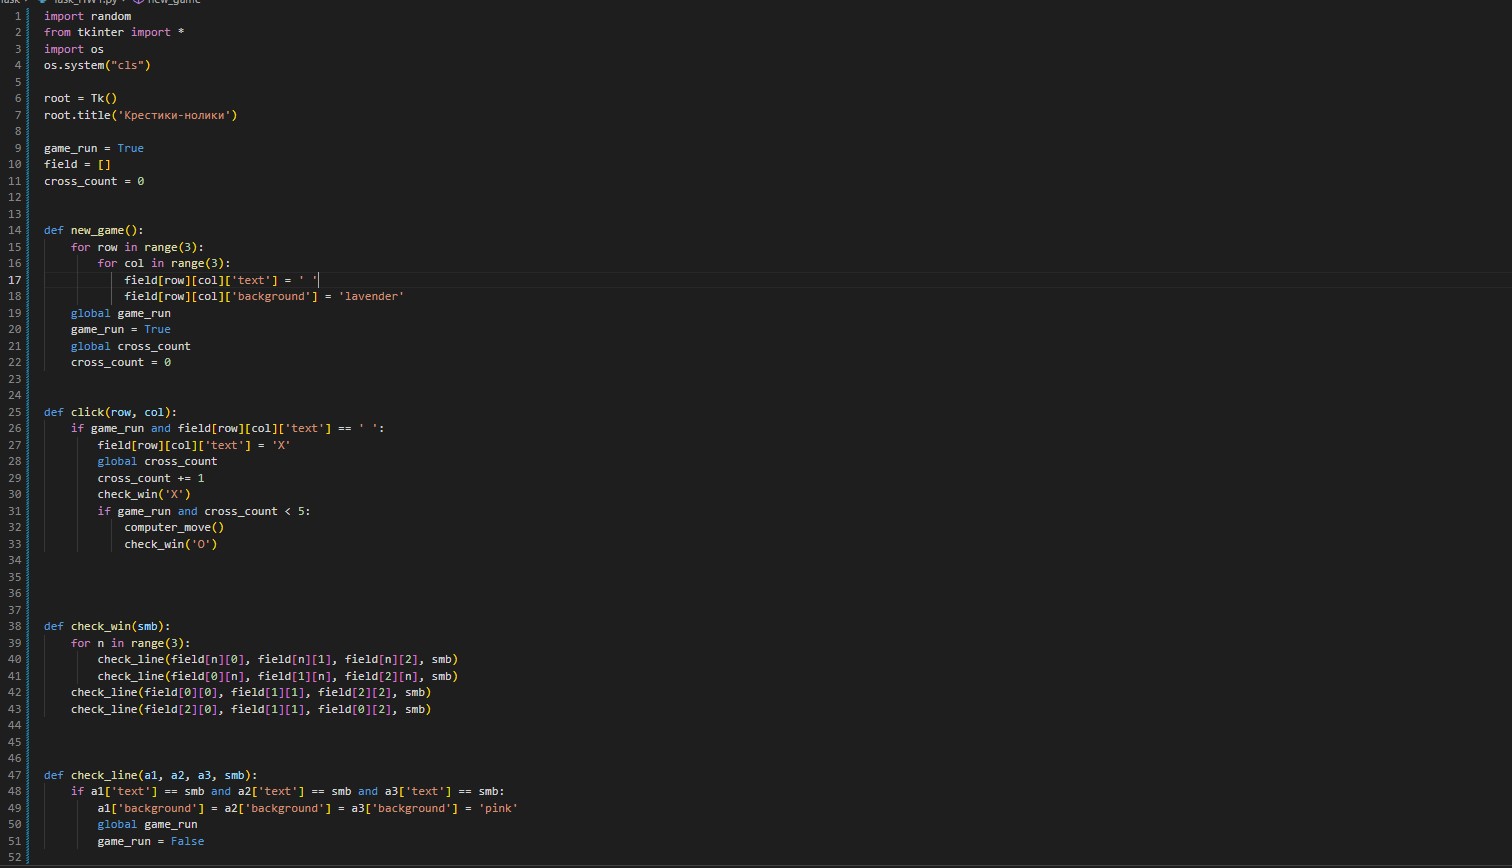 new_game
1 import random
2 from tkinter import *
3 import os
4 os.system("cls")
5
6 root = Tk()
7 root.title('Крестики-нолики')
8
9 game_run = True
10 field = []
11 cross_count = 0
12
13
14 def new_game():
15     for row in range(3):
16         for col in range(3):
17             field[row][col]['text'] = ' '
18             field[row][col]['background'] = 'lavender'
19     global game_run
20     game_run = True
21     global cross_count
22     cross_count = 0
23
24
25 def click(row, col):
26     if game_run and field[row][col]['text'] == ' ':
27         field[row][col]['text'] = 'X'
28         global cross_count
29         cross_count += 1
30         check_win('X')
31         if game_run and cross_count < 5:
32             computer_move()
33             check_win('O')
34
35
36
37
38 def check_win(smb):
39     for n in range(3):
40         check_line(field[n][0], field[n][1], field[n][2], smb)
41         check_line(field[0][n], field[1][n], field[2][n], smb)
42     check_line(field[0][0], field[1][1], field[2][2], smb)
43     check_line(field[2][0], field[1][1], field[0][2], smb)
44
45
46
47 def check_line(a1, a2, a3, smb):
48     if a1['text'] == smb and a2['text'] == smb and a3['text'] == smb:
49         a1['background'] = a2['background'] = a3['background'] = 'pink'
50         global game_run
51         game_run = False
52